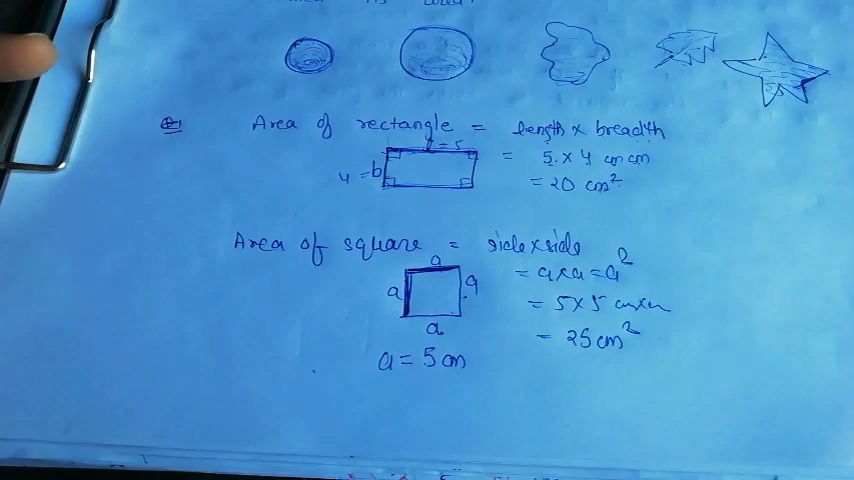 Area of rectangle = length × breadth
l = 5
4 = b
= 5 × 4 cm cm
= 20 cm²
Area of square = side × side
a
a
a
a
= a × a = a²
= 5 × 5 cm×cm
= 25 cm²
a = 5 cm